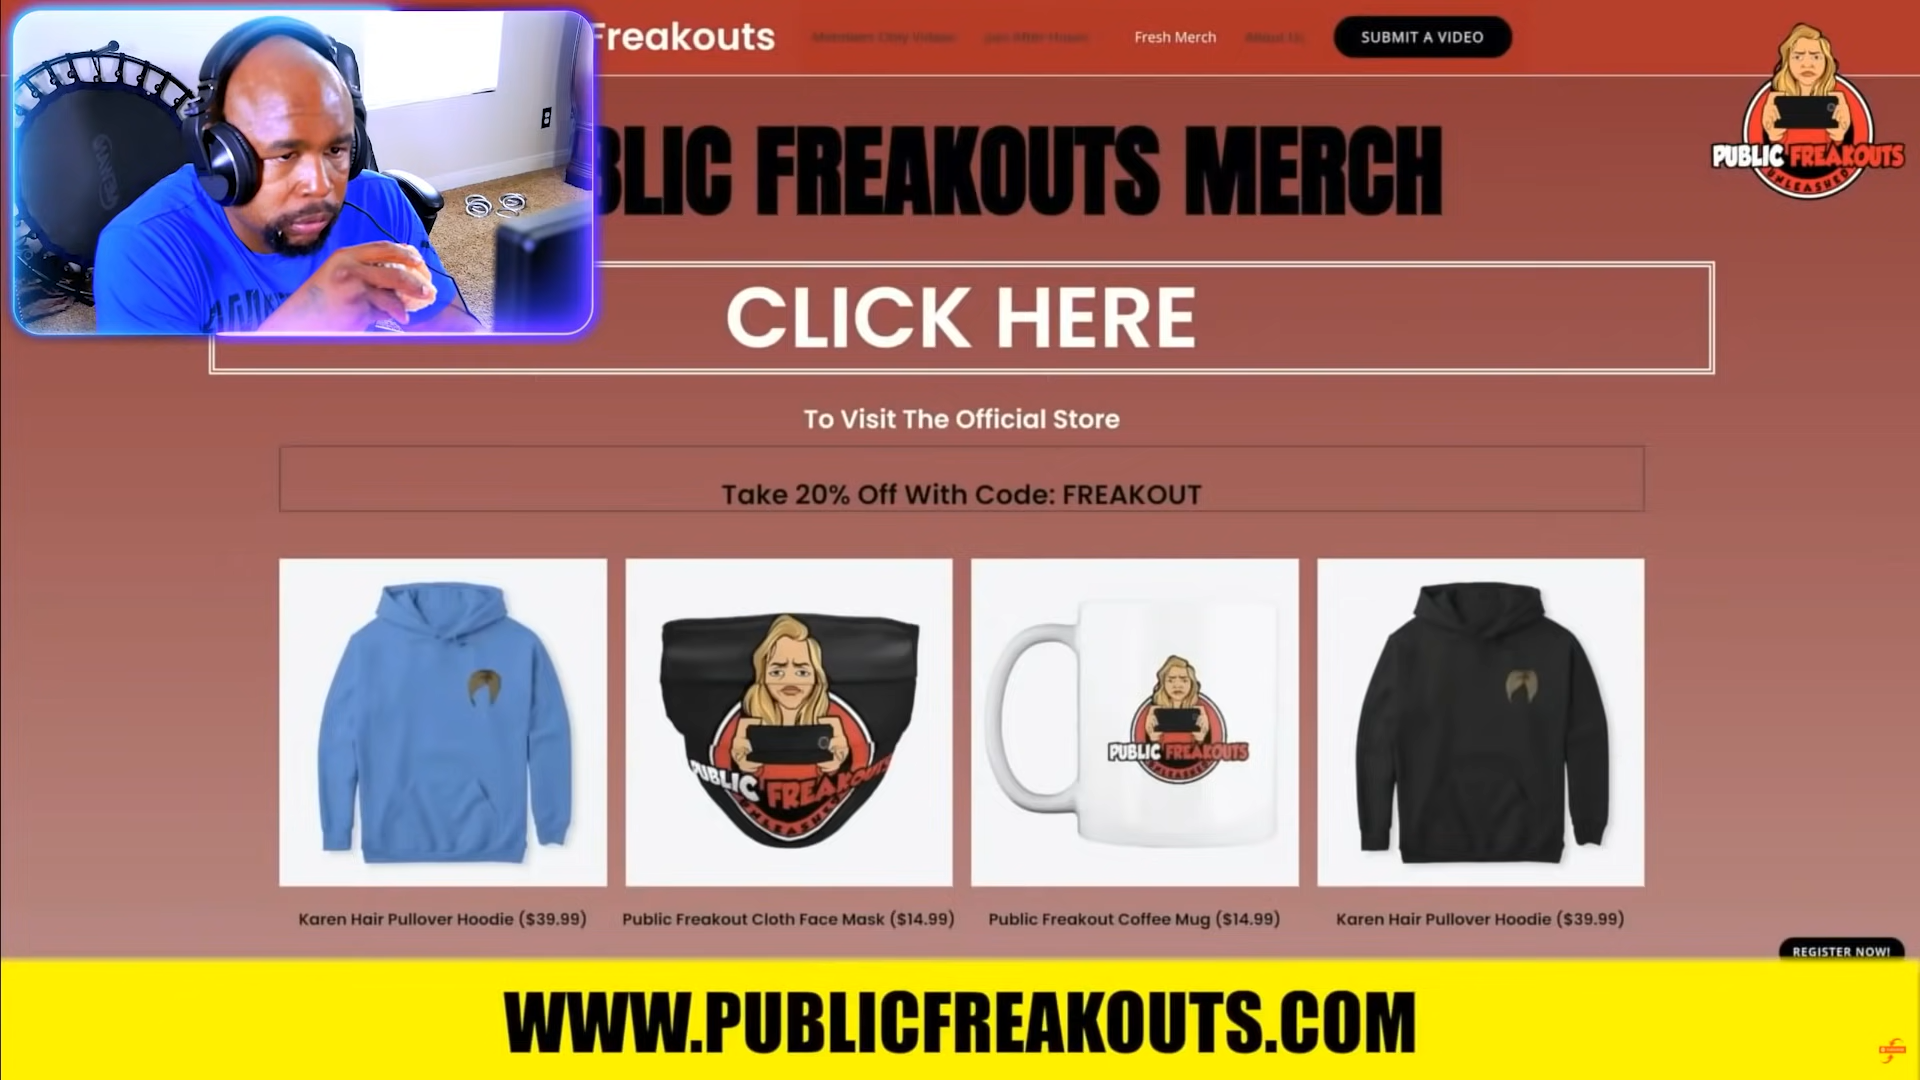 Freakouts
Fresh Merch
SUBMIT A VIDEO
PUBLIC FREAKOUTS
UNLEASHED
BLIC FREAKOUTS MERCH
CLICK HERE
To Visit The Official Store
Take 20% Off With Code: FREAKOUT
PUBLIC FREAKOUTS
UNLEASHED
PUBLIC FREAKOUTS
UNLEASHED
Karen Hair Pullover Hoodie ($39.99)
Public Freakout Cloth Face Mask ($14.99)
Public Freakout Coffee Mug ($14.99)
Karen Hair Pullover Hoodie ($39.99)
REGISTER NOW!
WWW.PUBLICFREAKOUTS.COM